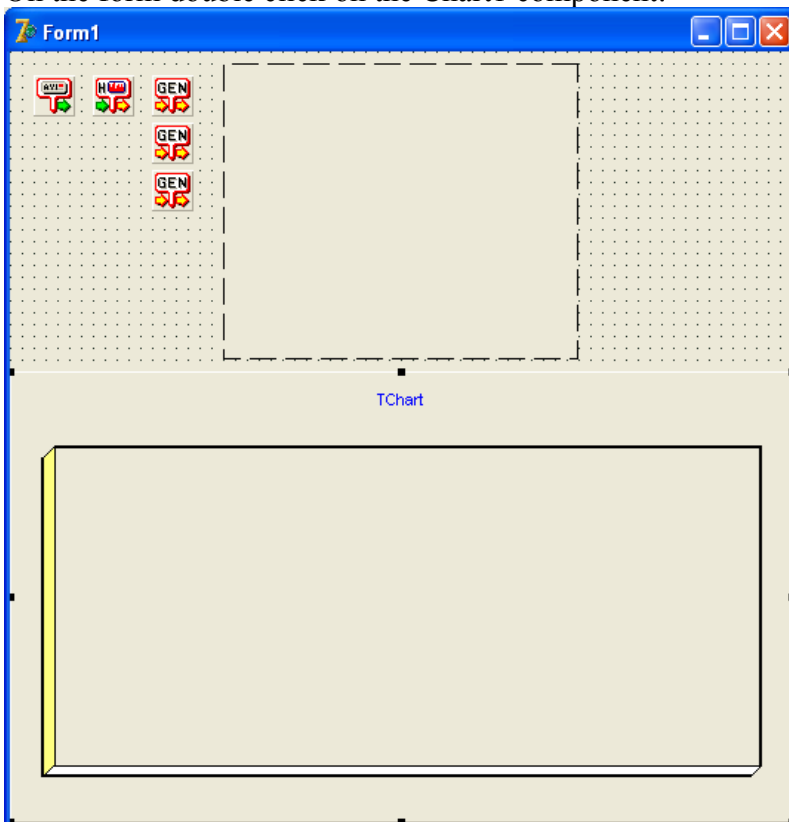 On the form double click on the Chart1 component.
Form1
AVI H GEN
GEN
GEN
TChart